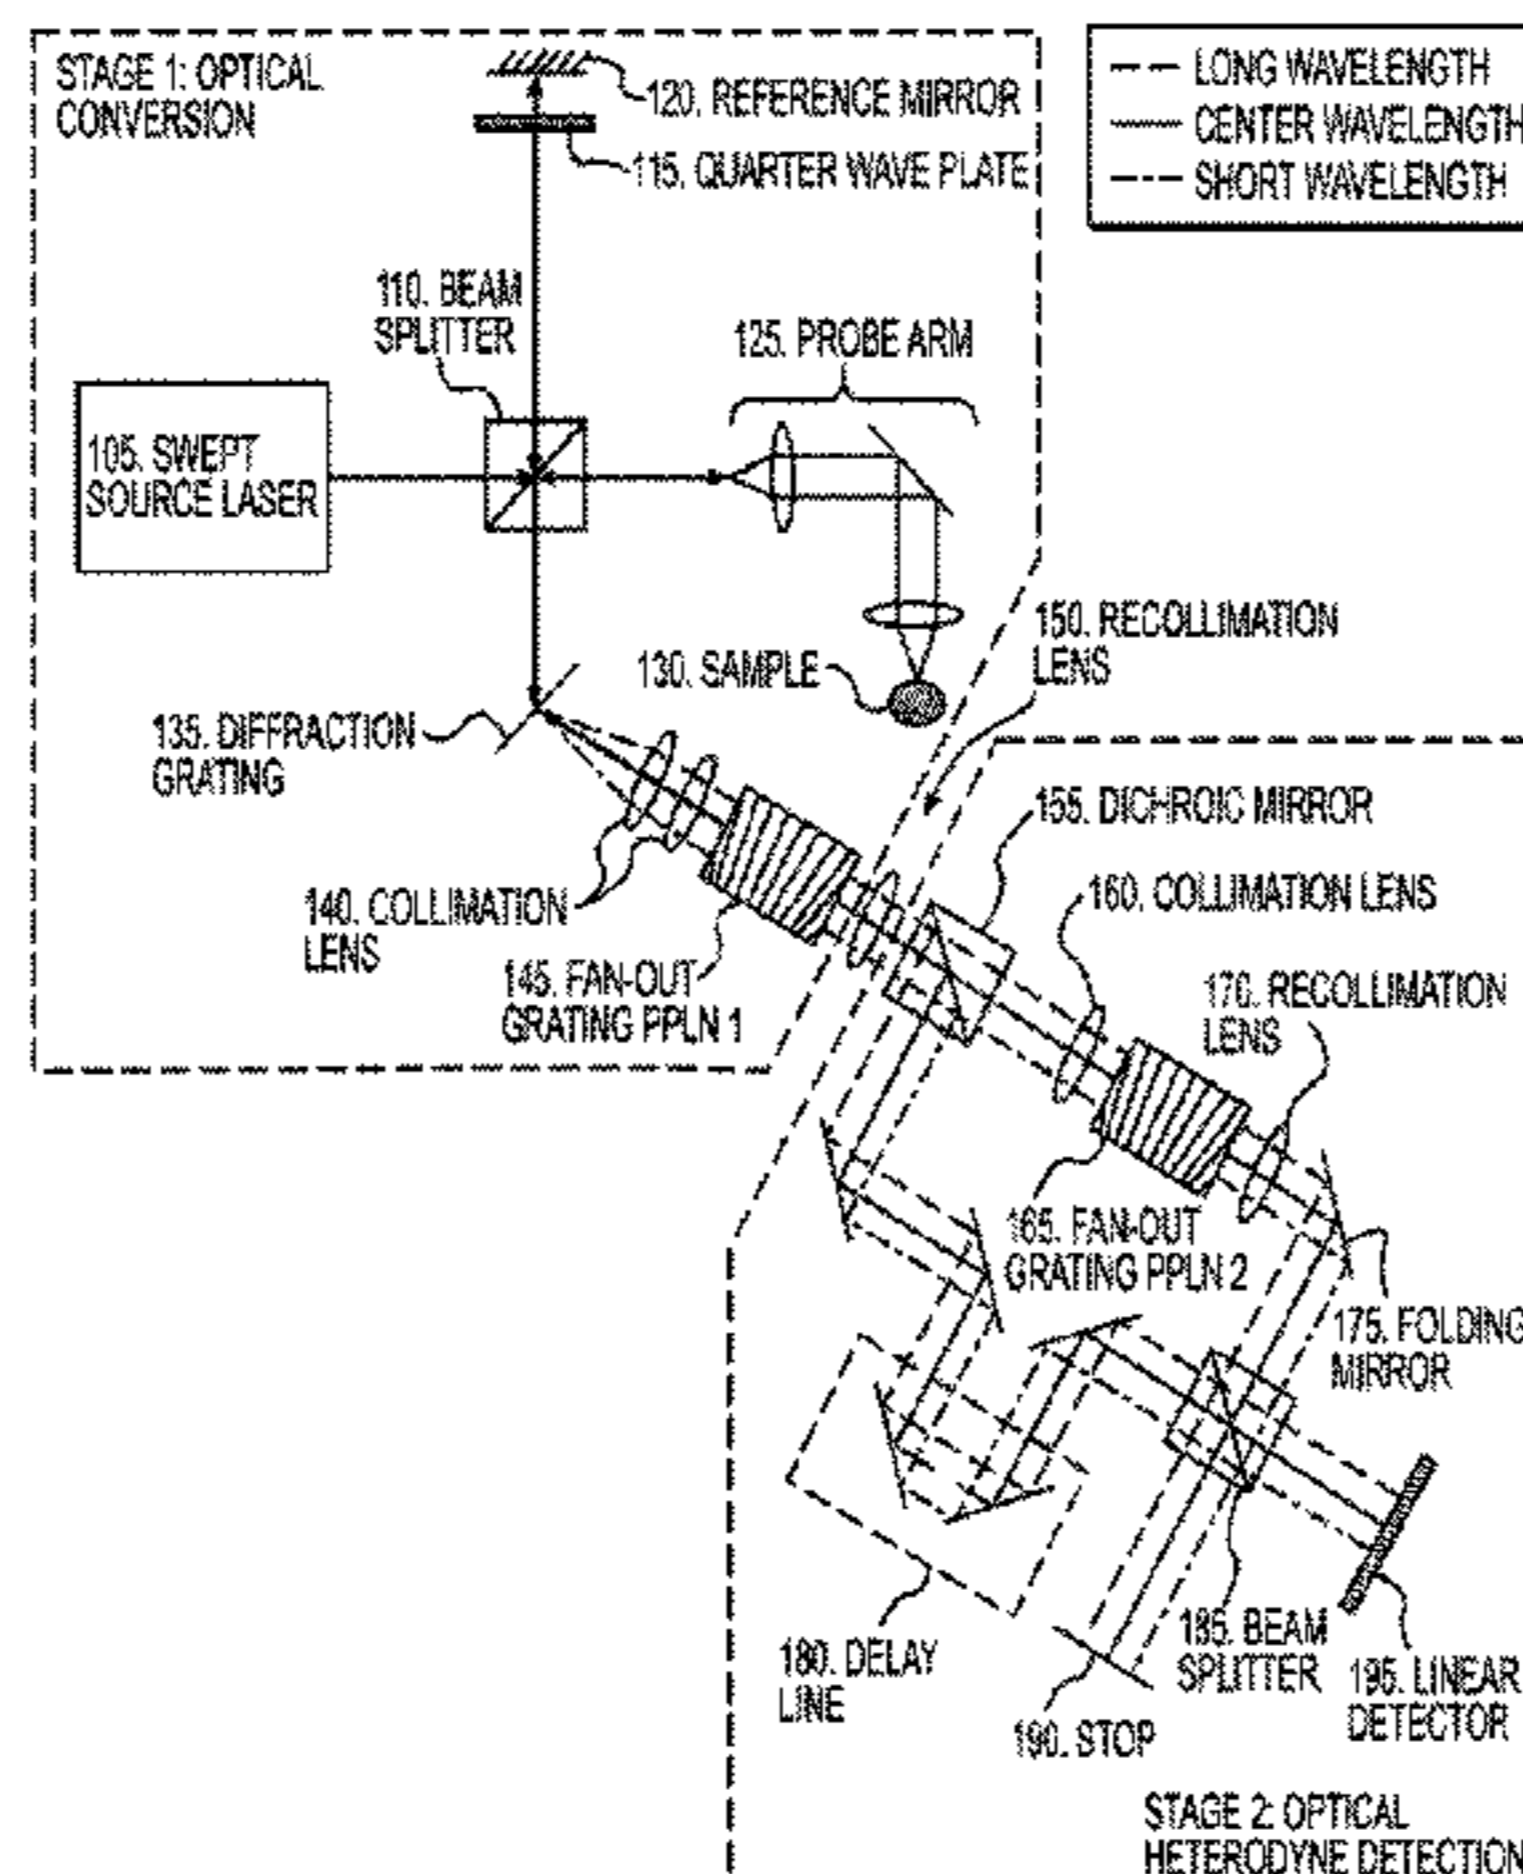 STAGE 1: OPTICAL
CONVERSION
120. REFERENCE MIRROR
115. QUARTER WAVE PLATE
LONG WAVELENGTH
CENTER WAVELENGTH
SHORT WAVELENGTH
110. BEAM
SPLITTER
125. PROBE ARM
105. SWEPT
SOURCE LASER
150. RECOLLIMATION
LENS
130. SAMPLE
135. DIFFRACTION
GRATING
155. DICHROIC MIRROR
140. COLLIMATION
LENS
160. COLLIMATION LENS
145. FAN-OUT
GRATING PPLN 1
170. RECOLLIMATION
LENS
165. FAN-OUT
GRATING PPLN 2
175. FOLDING
MIRROR
180. DELAY
LINE
185. BEAM
SPLITTER
195. LINEAR
DETECTOR
190. STOP
STAGE 2: OPTICAL
HETERODYNE DETECTION